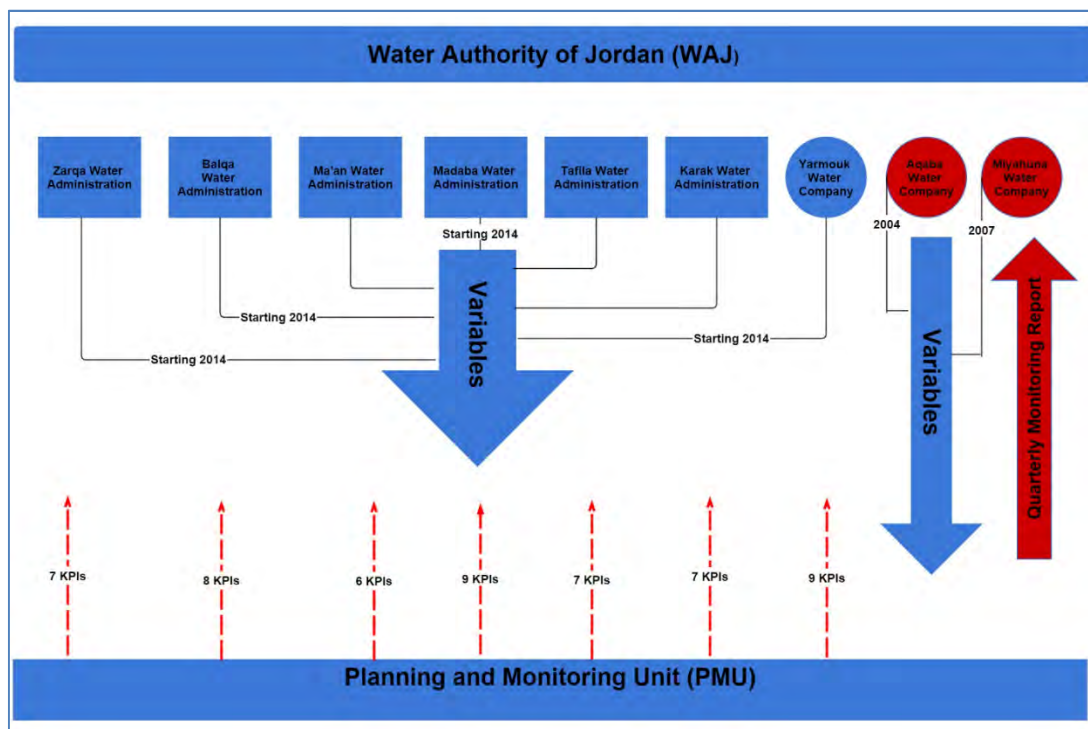 Water Authority of Jordan (WAJ)
Zarqa Water
Administration
Balqa
Water
Administration
Ma'an Water
Administration
Madaba Water
Administration
Tafila Water
Administration
Karak Water
Administration
Yarmouk
Water
Company
Aqaba
Water
Company
Miyahuna
Water
Company
2004
2007
Starting 2014
Starting 2014
Starting 2014
Starting 2014
Variables
Variables
Quarterly Monitoring Report
7 KPIs
8 KPIs
6 KPIs
9 KPIs
7 KPIs
7 KPIs
9 KPIs
Planning and Monitoring Unit (PMU)